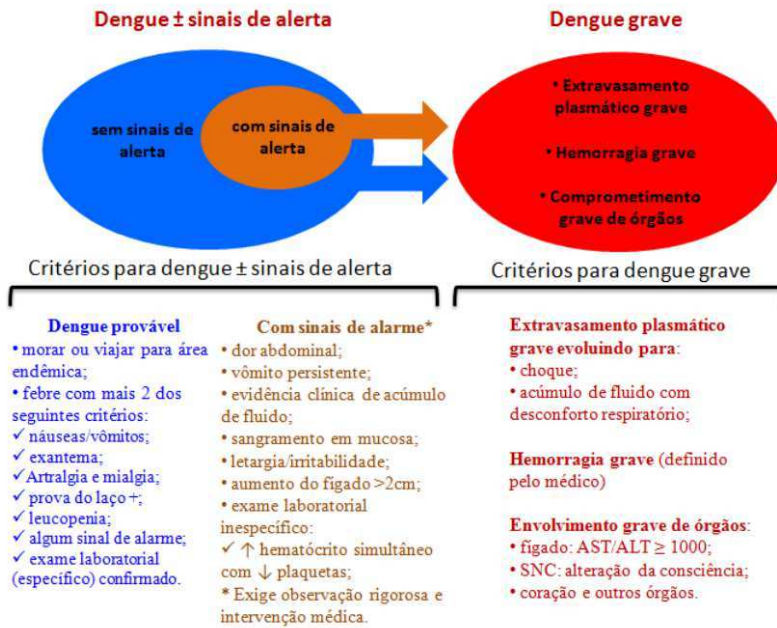 Dengue ± sinais de alerta
Dengue grave
sem sinais de
alerta
com sinais de
alerta
• Extravasamento
plasmático grave
• Hemorragia grave
• Comprometimento
grave de órgãos
Critérios para dengue ± sinais de alerta
Critérios para dengue grave
Dengue provável
• morar ou viajar para área
endêmica;
• febre com mais 2 dos
seguintes critérios:
✓ náuseas/vômitos;
✓ exantema;
✓ Artralgia e mialgia;
✓ prova do laço +;
✓ leucopenia;
✓ algum sinal de alarme;
✓ exame laboratorial
(específico) confirmado.
Com sinais de alarme*
• dor abdominal;
• vômito persistente;
• evidência clínica de acúmulo
de fluido;
• sangramento em mucosa;
• letargia/irritabilidade;
• aumento do fígado >2cm;
• exame laboratorial
inespecífico:
✓ ↑ hematócrito simultâneo
com ↓ plaquetas;
* Exige observação rigorosa e
intervenção médica.
Extravasamento plasmático
grave evoluindo para:
• choque;
• acúmulo de fluido com
desconforto respiratório;
Hemorragia grave (definido
pelo médico)
Envolvimento grave de órgãos:
• fígado: AST/ALT ≥ 1000;
• SNC: alteração da consciência;
• coração e outros órgãos.